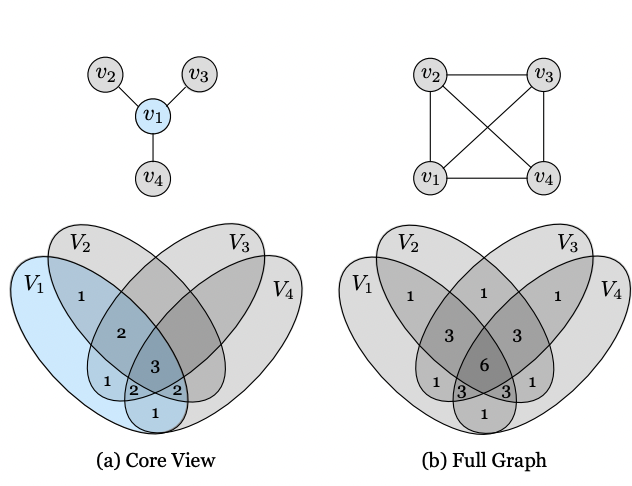 v2 v3 v2 v3
v1
v4 v1 v4
V2 V3 V2 V3
V1 V4 V1 V4
1 1 1 1
2 3 3
3 6
1 2 2 1 3 3 1
1 1
(a) Core View (b) Full Graph